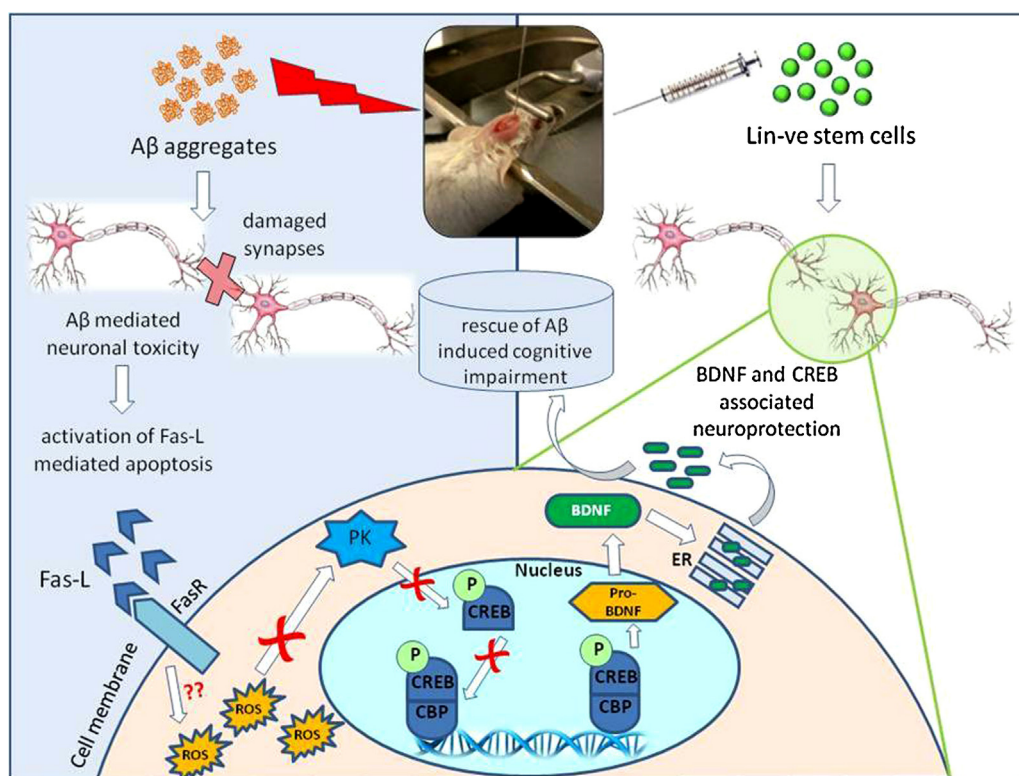 Aβ aggregates
Lin-ve stem cells
damaged
synapses
Aβ mediated
neuronal toxicity
activation of Fas-L
mediated apoptosis
rescue of Aβ
induced cognitive
impairment
BDNF and CREB
associated
neuroprotection
Fas-L
FasR
Cell membrane
??
ROS
ROS
ROS
PK
Nucleus
P
CREB
P
CREB
CBP
P
CREB
CBP
Pro-
BDNF
BDNF
ER